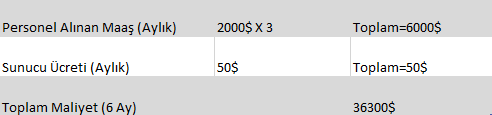 Personel Alınan Maaş (Aylık) 2000$ X 3 Toplam=6000$
Sunucu Ücreti (Aylık) 50$ Toplam=50$
Toplam Maliyet (6 Ay) 36300$